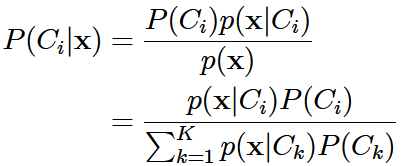 P(C_i|\mathbf{x}) = \frac{P(C_i)p(\mathbf{x}|C_i)}{p(\mathbf{x})}
= \frac{p(\mathbf{x}|C_i)P(C_i)}{\sum_{k=1}^{K} p(\mathbf{x}|C_k)P(C_k)}